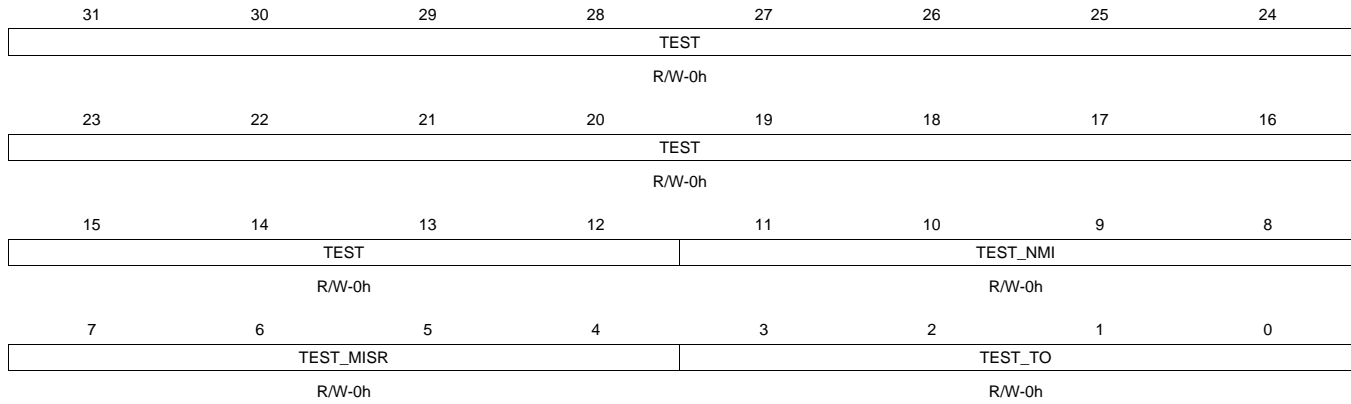 31 30 29 28 27 26 25 24
TEST
R/W-0h
23 22 21 20 19 18 17 16
TEST
R/W-0h
15 14 13 12 11 10 9 8
TEST TEST_NMI
R/W-0h R/W-0h
7 6 5 4 3 2 1 0
TEST_MISR TEST_TO
R/W-0h R/W-0h